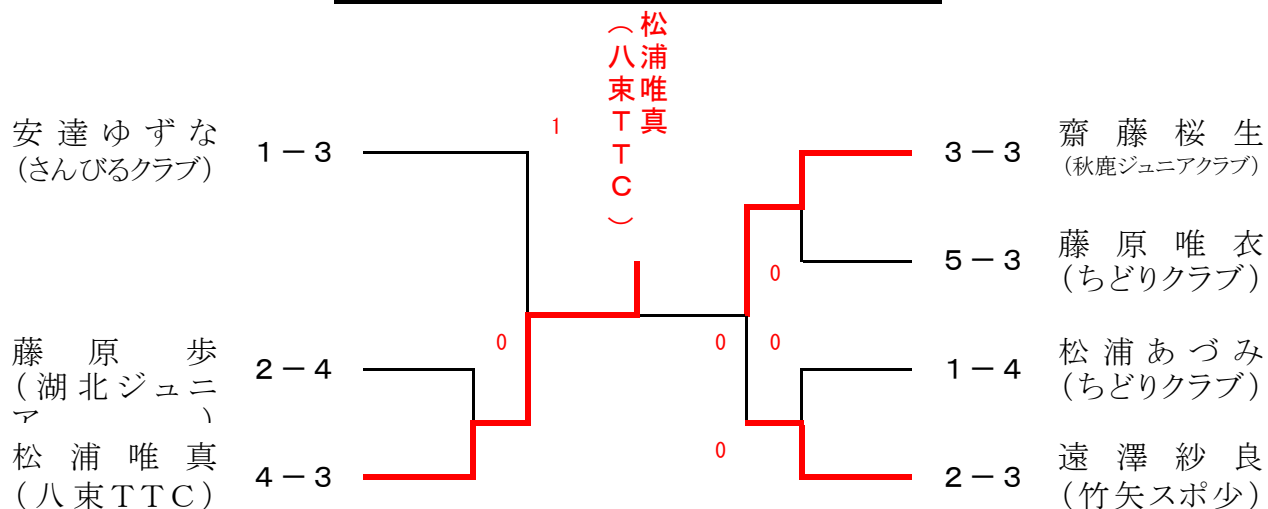 松浦唯真
（八束ＴＴＣ）
1
安達ゆずな
(さんびるクラブ)
１－３
藤原歩
(湖北ジュニ
ア)
２－４
松浦唯真
(八束TTC)
４－３
0
0
0
0
0
３－３
齋藤桜生
(秋鹿ジュニアクラブ)
５－３
藤原唯衣
(ちどりクラブ)
１－４
松浦あづみ
(ちどりクラブ)
２－３
遠澤紗良
(竹矢スポ少)